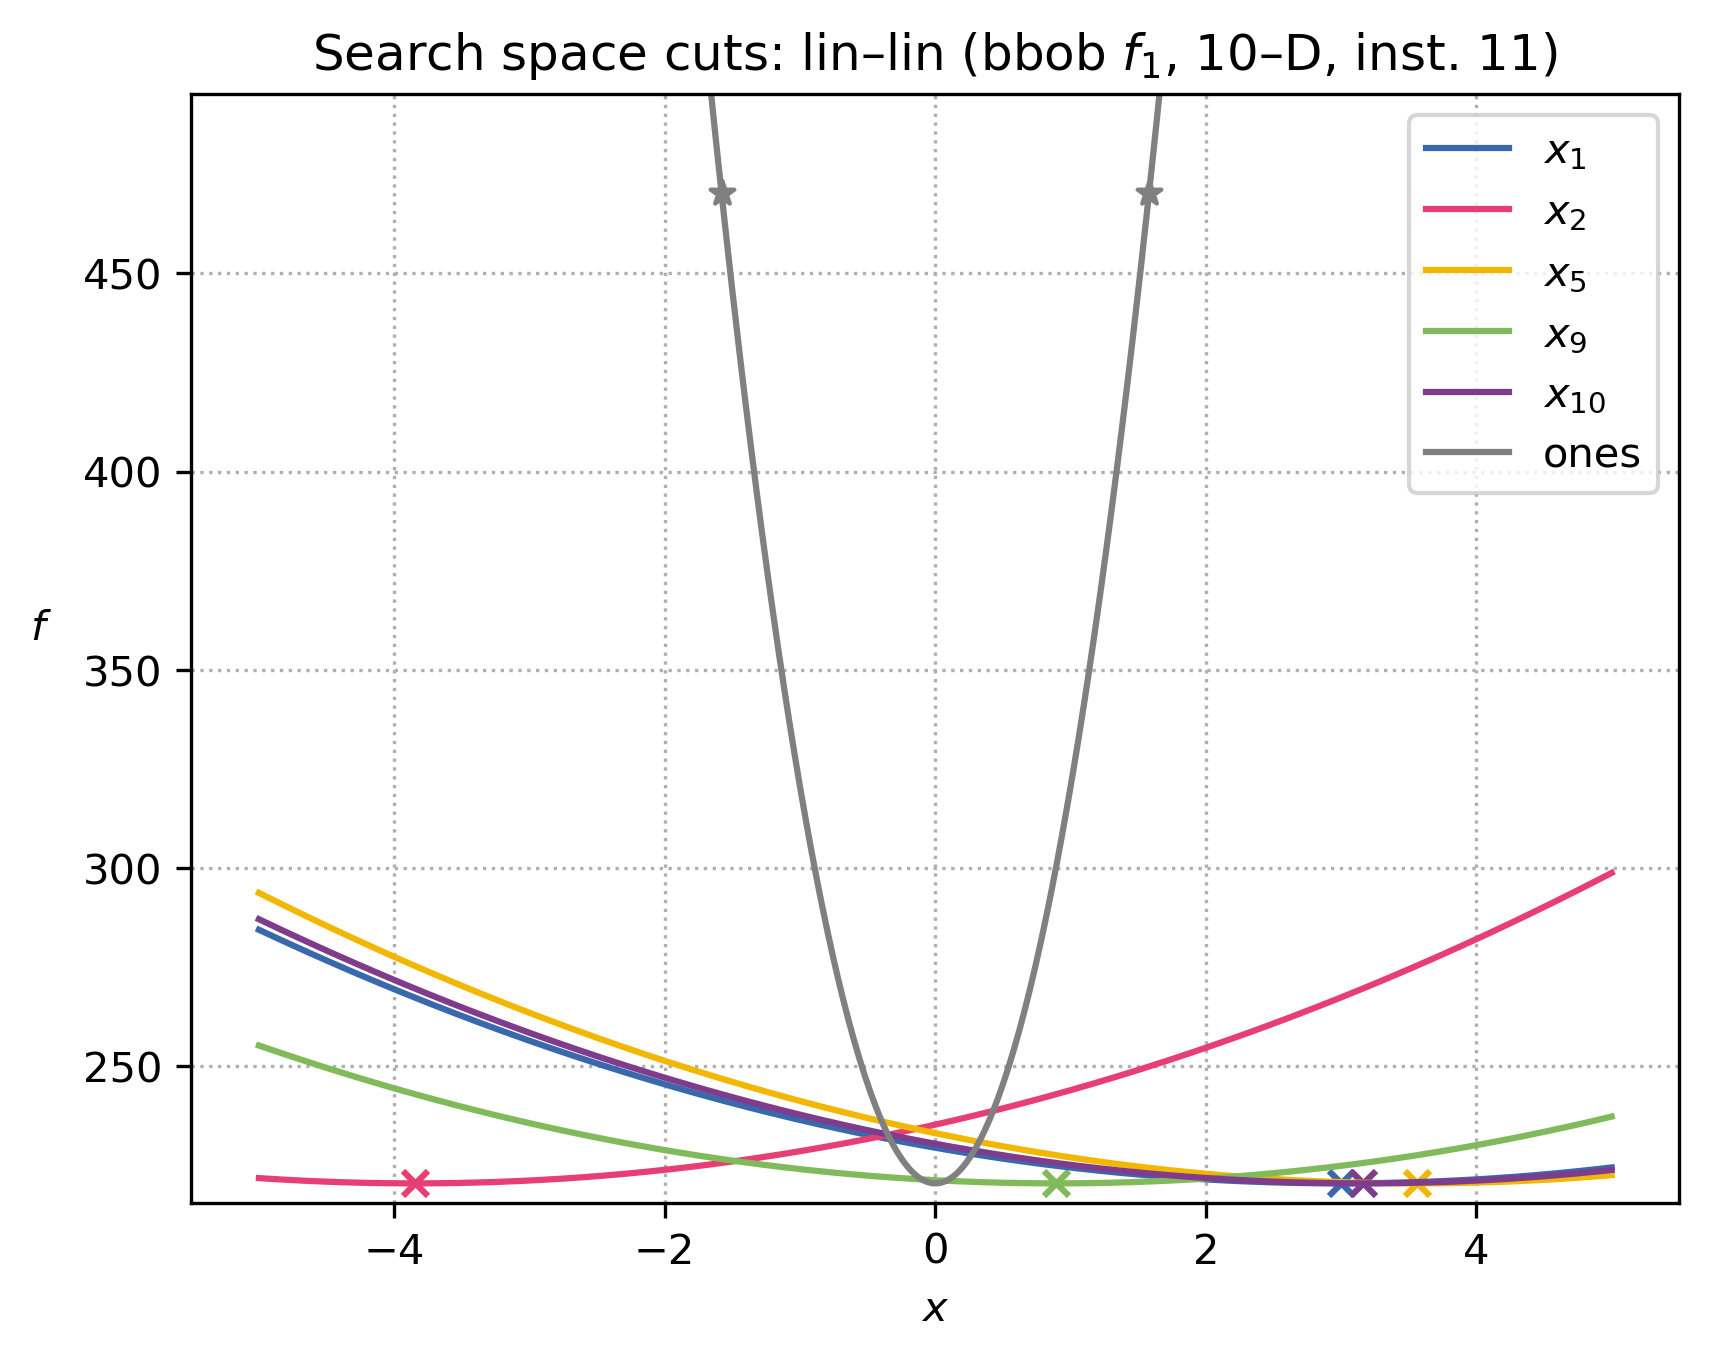 Search space cuts: lin–lin (bbob f₁, 10–D, inst. 11)
x₁
x₂
x₅
x₉
x₁₀
ones
450
400
350
300
250
f
−4
−2
0
2
4
x